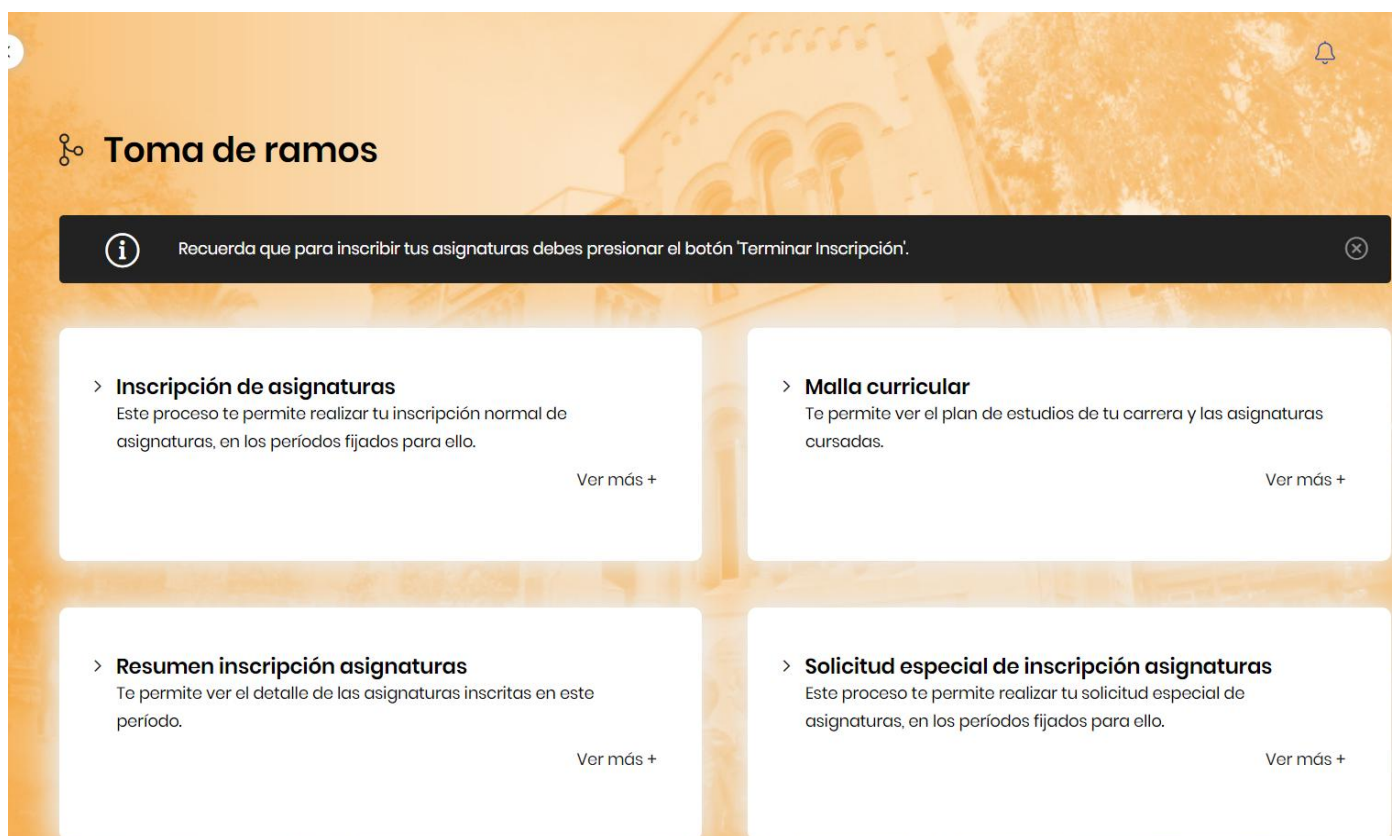 Toma de ramos
Recuerda que para inscribir tus asignaturas debes presionar el botón 'Terminar Inscripción'.
Inscripción de asignaturas
Este proceso te permite realizar tu inscripción normal de
asignaturas, en los períodos fijados para ello.
Ver más +
Malla curricular
Te permite ver el plan de estudios de tu carrera y las asignaturas
cursadas.
Ver más +
Resumen inscripción asignaturas
Te permite ver el detalle de las asignaturas inscritas en este
período.
Ver más +
Solicitud especial de inscripción asignaturas
Este proceso te permite realizar tu solicitud especial de
asignaturas, en los períodos fijados para ello.
Ver más +